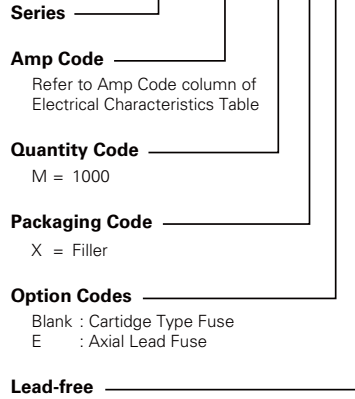 Series
Amp Code
Refer to Amp Code column of
Electrical Characteristics Table
Quantity Code
M = 1000
Packaging Code
X = Filler
Option Codes
Blank : Cartidge Type Fuse
E : Axial Lead Fuse
Lead-free